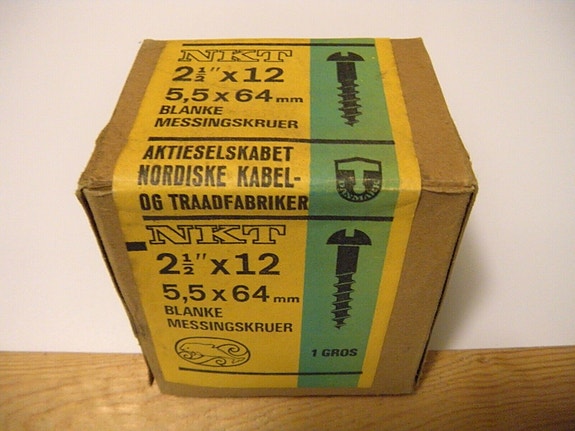 NKT
2½" x 12
5,5 x 64 mm
BLANKE
MESSINGSKRUER
AKTIESELSKABET
NORDISKE KABEL-
OG TRAADFABRIKER
DANMARK
NKT
2½" x 12
5,5 x 64 mm
BLANKE
MESSINGSKRUER
1 GROS